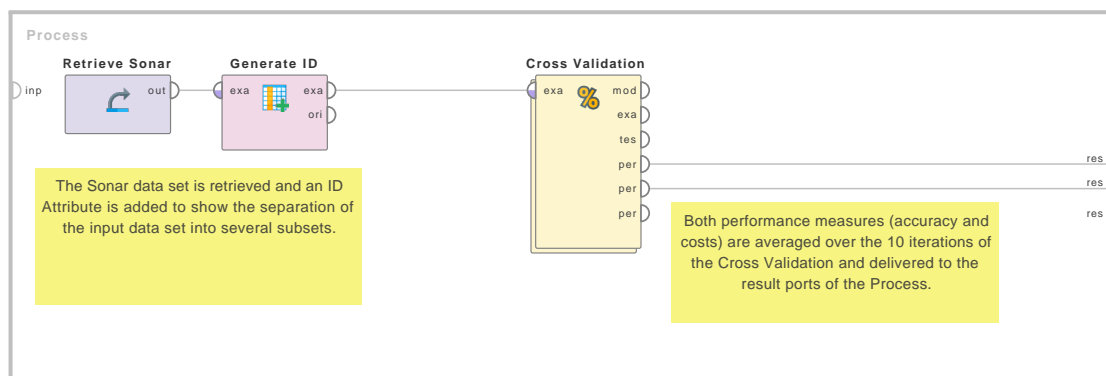 Process
Retrieve Sonar
Generate ID
Cross Validation
inp
out
exa
exa
ori
exa
%
mod
exa
tes
per
per
per
res
res
res
The Sonar data set is retrieved and an ID
Attribute is added to show the separation of
the input data set into several subsets.
Both performance measures (accuracy and
costs) are averaged over the 10 iterations of
the Cross Validation and delivered to the
result ports of the Process.